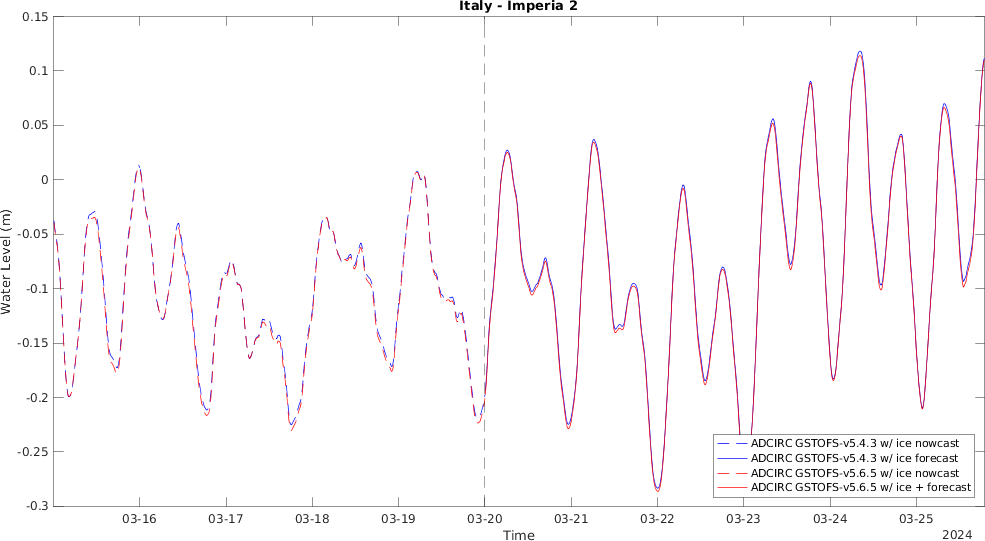 Italy - Imperia 2
0.15
0.1
0.05
0
-0.05
-0.1
-0.15
-0.2
-0.25
-0.3
Water Level (m)
ADCIRC GSTOFS-v5.4.3 w/ ice nowcast
ADCIRC GSTOFS-v5.4.3 w/ ice forecast
ADCIRC GSTOFS-v5.6.5 w/ ice nowcast
ADCIRC GSTOFS-v5.6.5 w/ ice + forecast
03-16 03-17 03-18 03-19 03-20 03-21 03-22 03-23 03-24 03-25
Time
2024